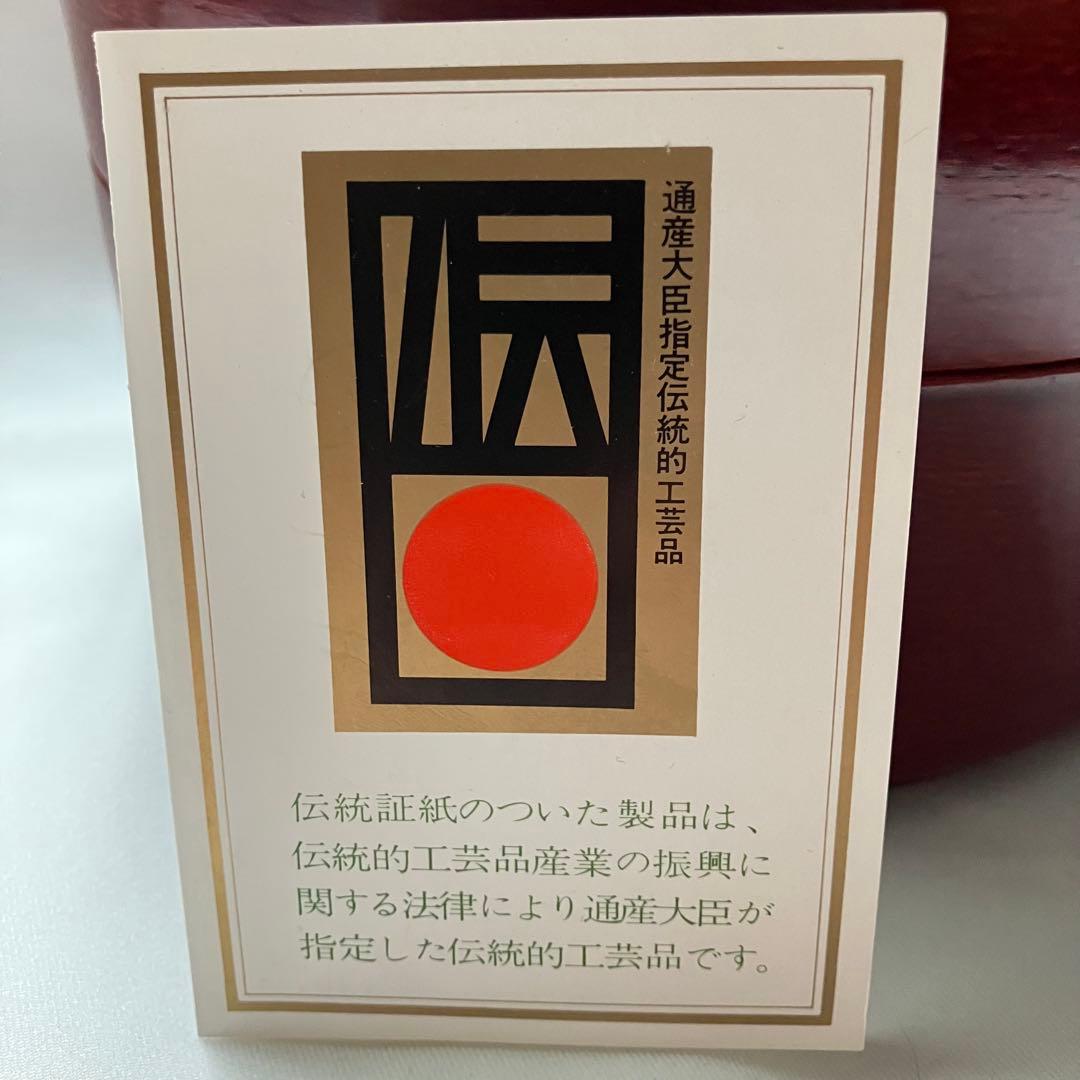 通産大臣指定伝統的工芸品
伝統証紙のついた製品は、
伝統的工芸品産業の振興に
関する法律により通産大臣が
指定した伝統的工芸品です。